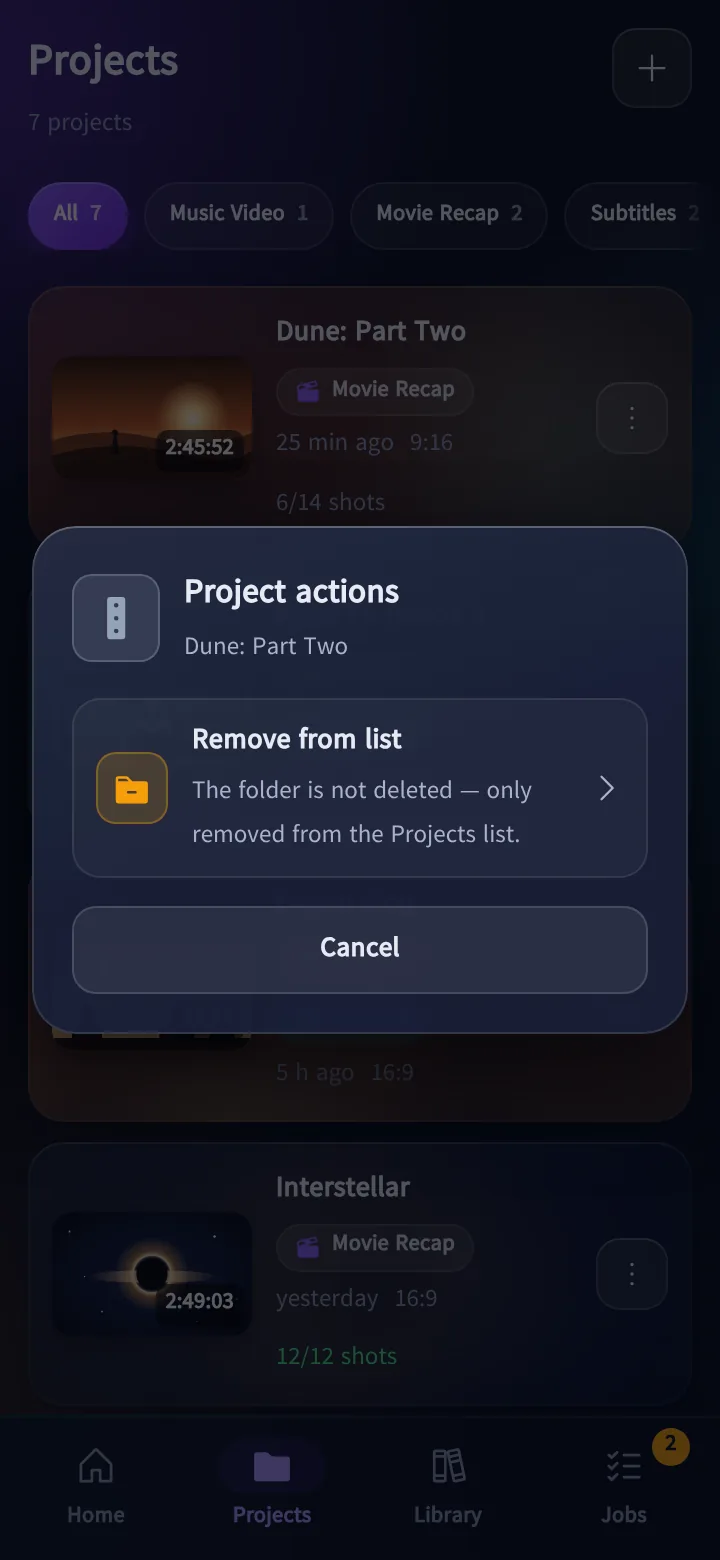 Projects
7 projects
All 7
Music Video 1
Movie Recap 2
Subtitles 2
Dune: Part Two
Movie Recap
2:45:52
25 min ago 9:16
6/14 shots
Project actions
Dune: Part Two
Remove from list
The folder is not deleted — only
removed from the Projects list.
Cancel
5 h ago 16:9
Interstellar
Movie Recap
2:49:03
yesterday 16:9
12/12 shots
2
Home
Projects
Library
Jobs